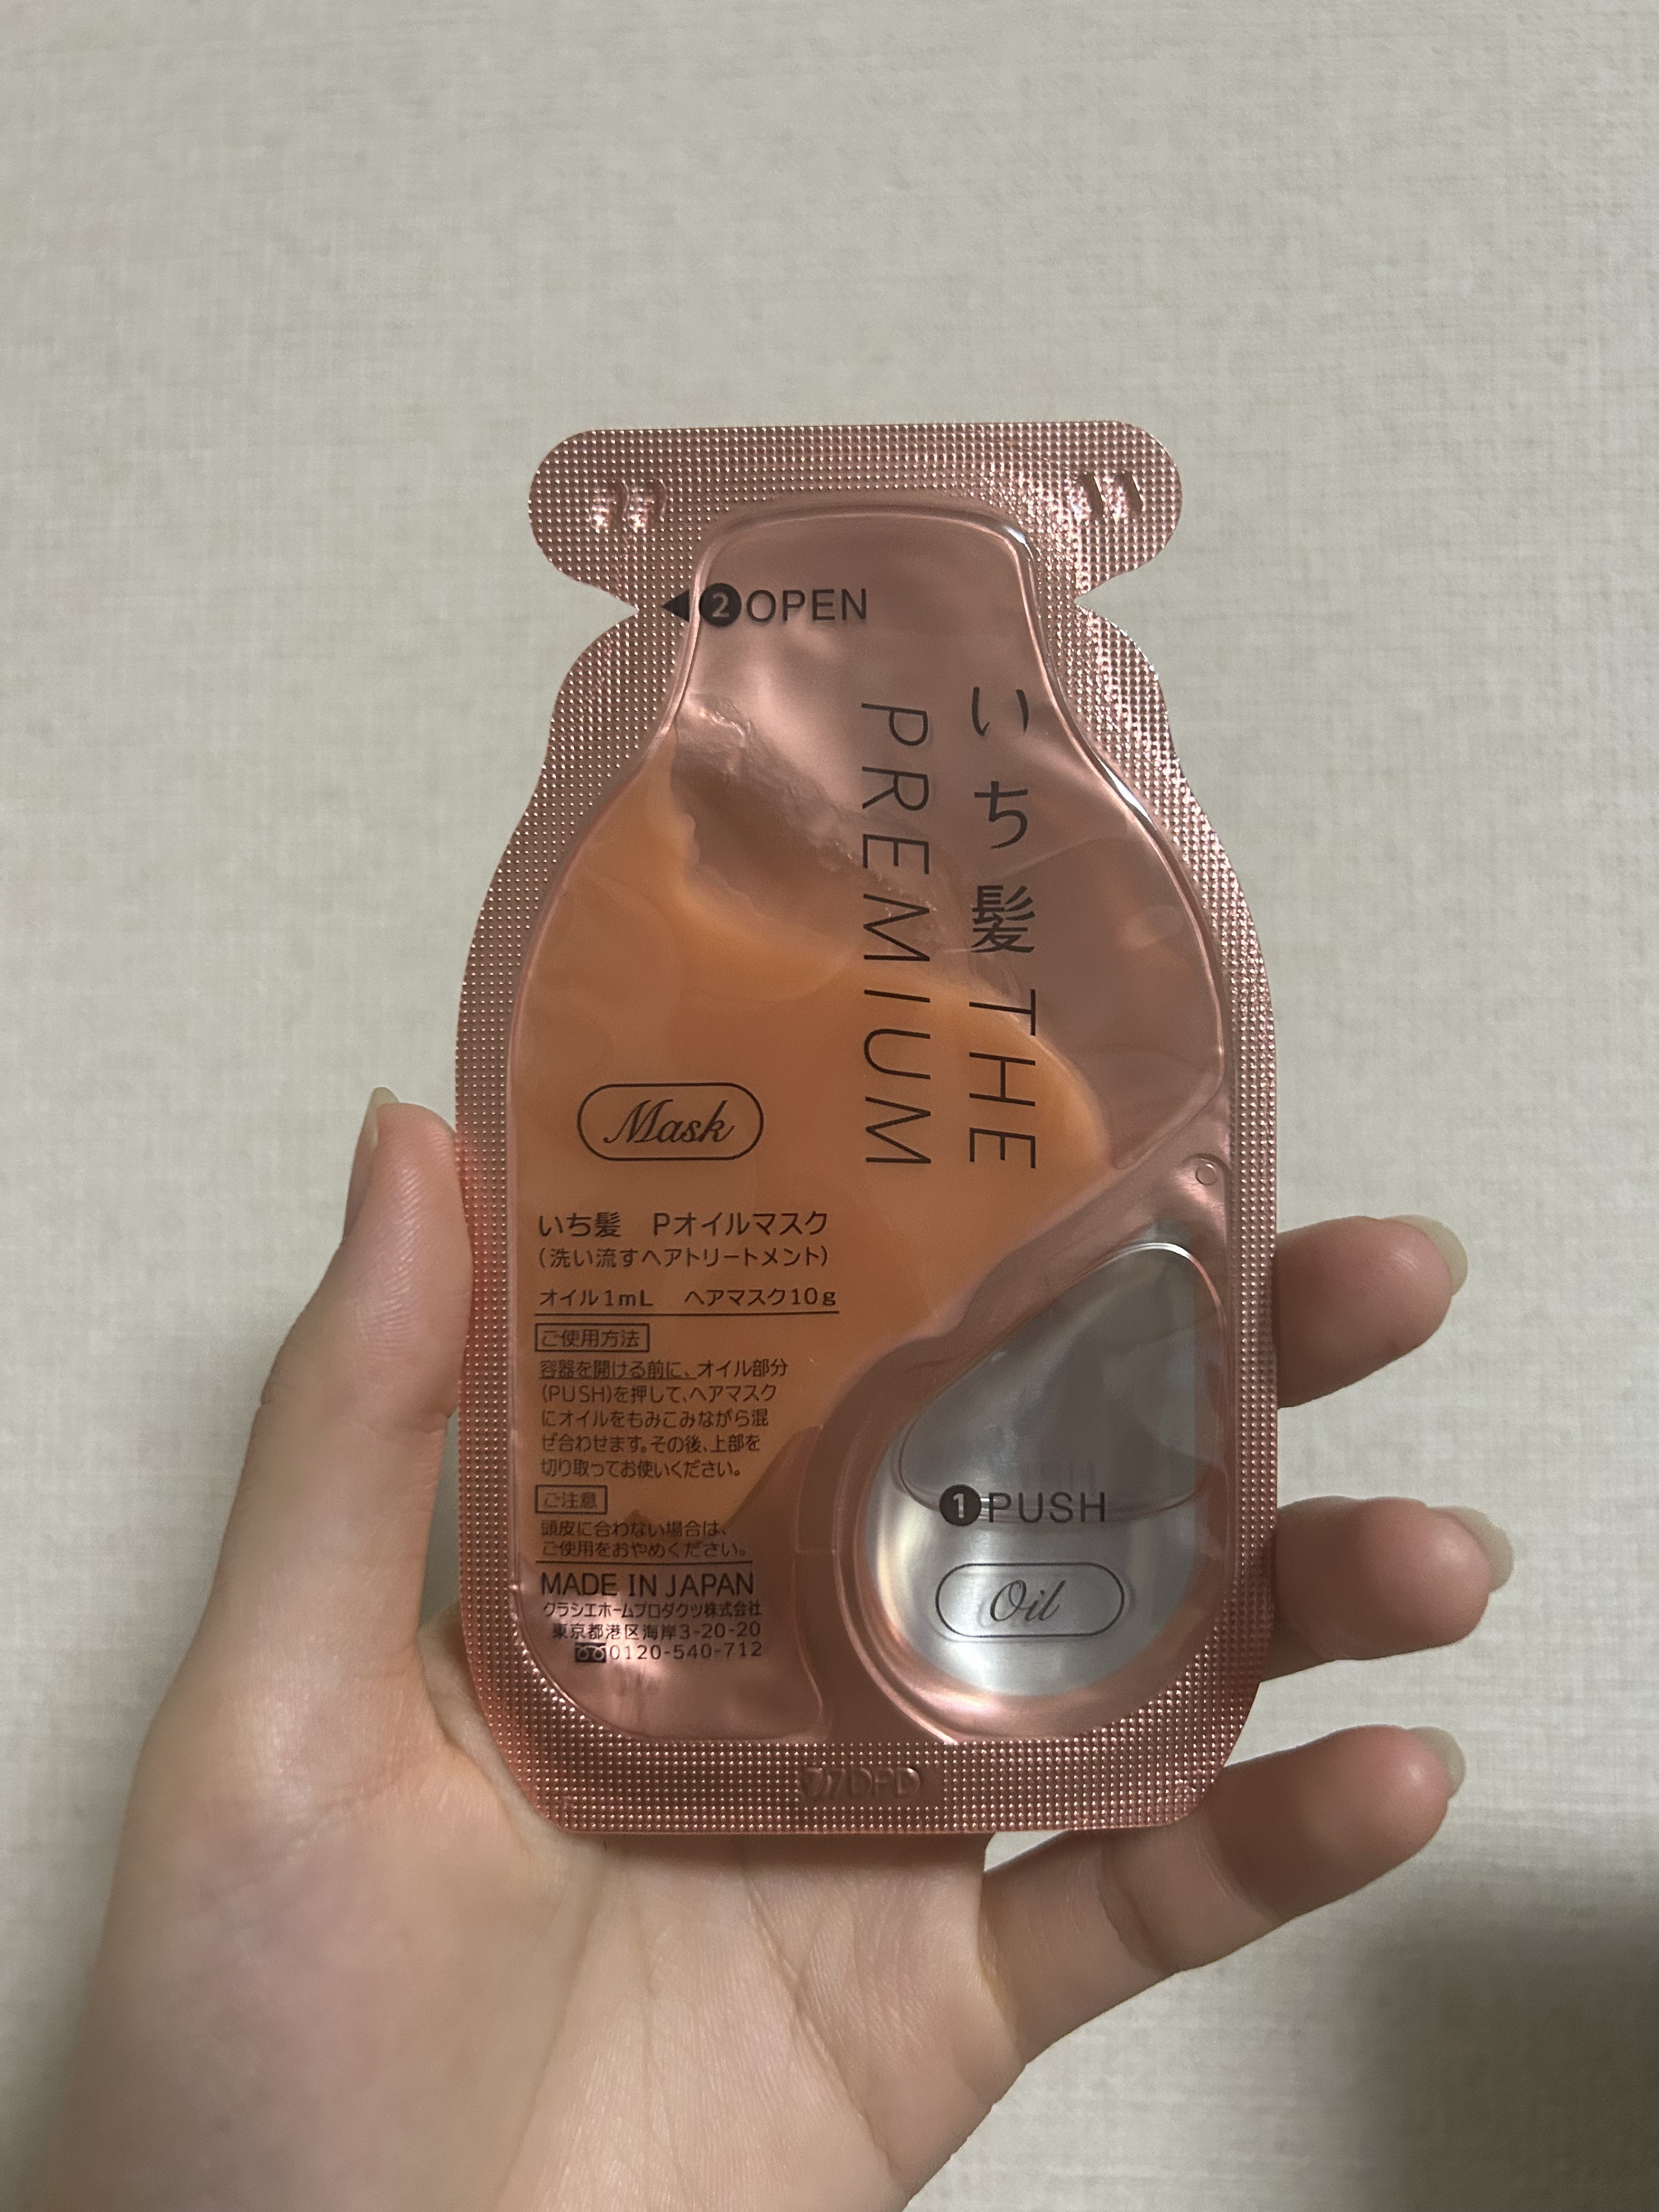 ❷OPEN
いち髪 THE
PREMIUM
Mask
いち髪 Pオイルマスク
(洗い流すヘアトリートメント)
オイル1mL ヘアマスク10g
ご使用方法
容器を開ける前に、オイル部分
(PUSH)を押して、ヘアマスク
にオイルをもみこみながら混
ぜ合わせます。その後、上部を
切り取ってお使いください。
ご注意
頭皮に合わない場合は、
ご使用をおやめください。
MADE IN JAPAN
クラシエホームプロダクツ株式会社
東京都港区海岸3-20-20
0120-540-712
❶PUSH
Oil